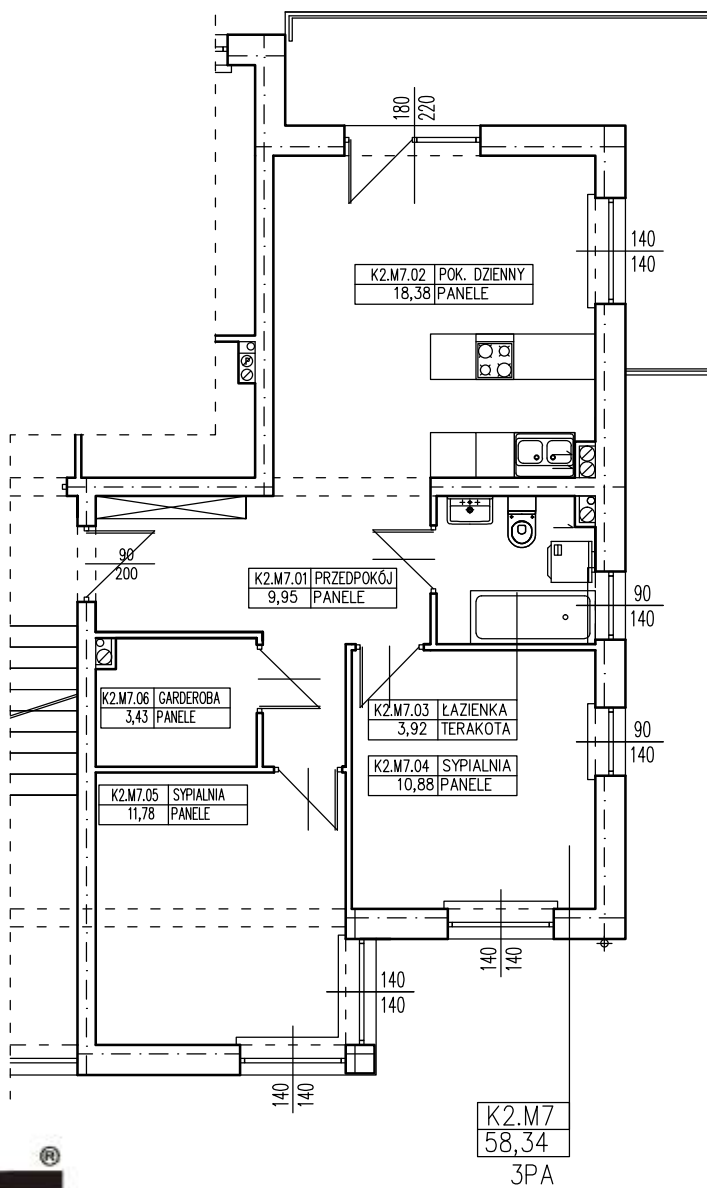 180
220
140
140
K2.M7.02 POK. DZIENNY
18,38 PANELE
90
200
K2.M7.01 PRZEDPOKÓJ
9,95 PANELE
90
140
K2.M7.06 GARDEROBA
3,43 PANELE
K2.M7.03 ŁAZIENKA
3,92 TERAKOTA
90
140
K2.M7.04 SYPIALNIA
10,88 PANELE
K2.M7.05 SYPIALNIA
11,78 PANELE
140
140
140
140
140
140
K2.M7
58,34
3PA
®